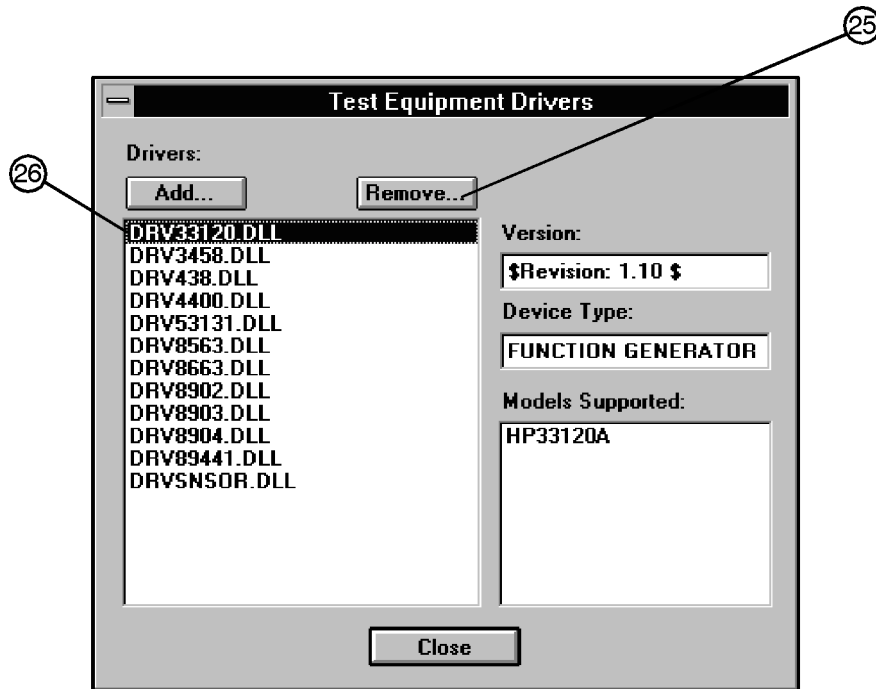 25
Test Equipment Drivers
26
Drivers:
Add...
Remove...
DRV33120.DLL
DRV3458.DLL
DRV438.DLL
DRV4400.DLL
DRV53131.DLL
DRV8563.DLL
DRV8663.DLL
DRV8902.DLL
DRV8903.DLL
DRV8904.DLL
DRV89441.DLL
DRVSNSOR.DLL
Version:
$Revision: 1.10 $
Device Type:
FUNCTION GENERATOR
Models Supported:
HP33120A
Close